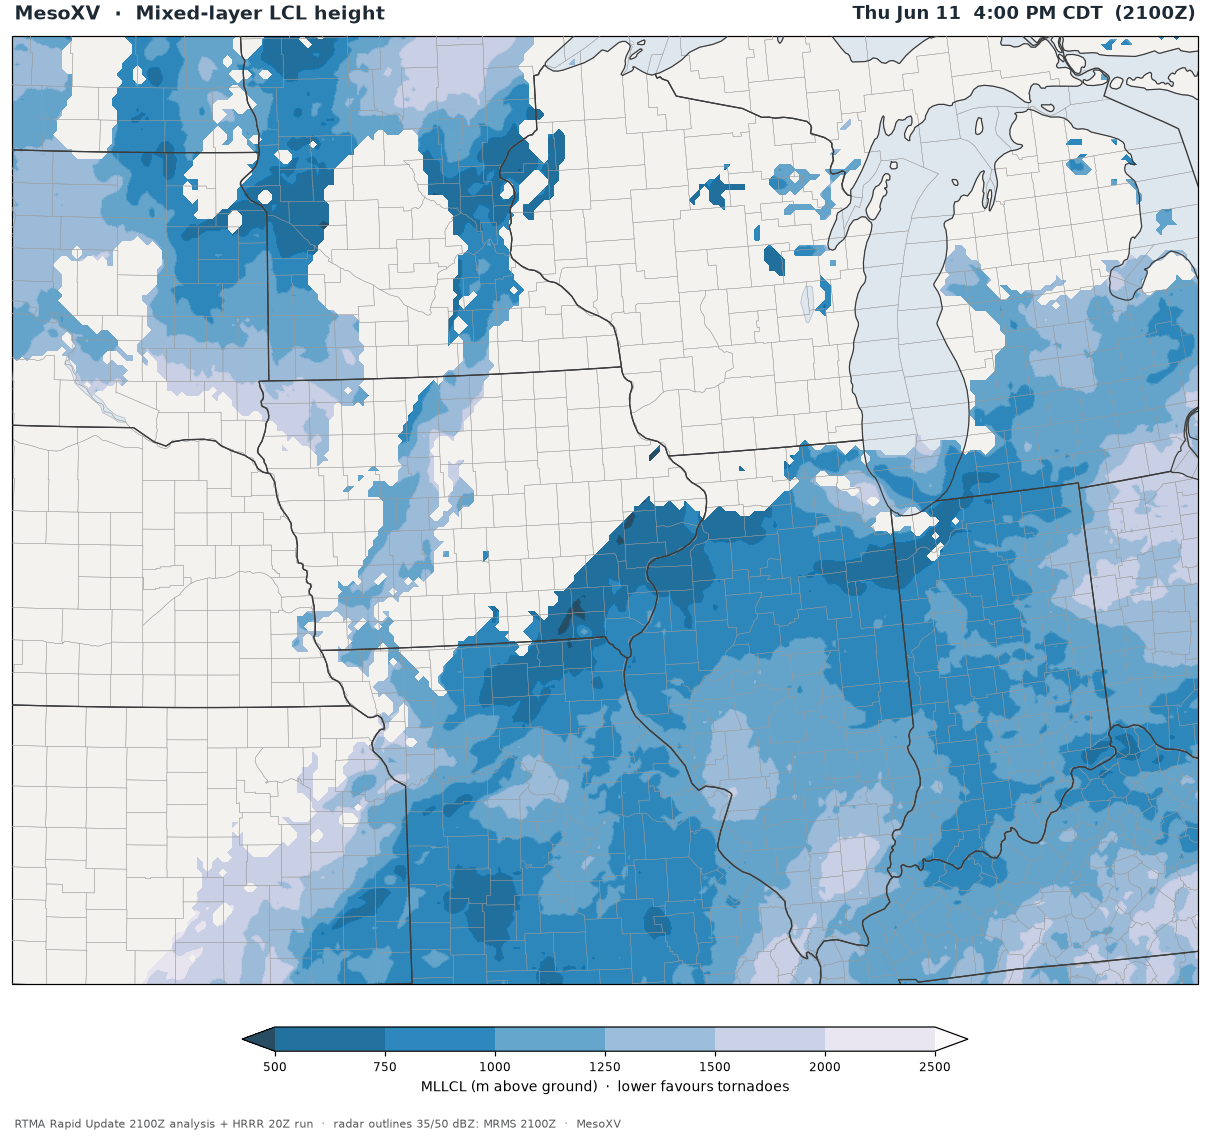 MesoXV · Mixed-layer LCL height
Thu Jun 11 4:00 PM CDT (2100Z)
500 750 1000 1250 1500 2000 2500
MLLCL (m above ground) · lower favours tornadoes
RTMA Rapid Update 2100Z analysis + HRRR 20Z run · radar outlines 35/50 dBZ: MRMS 2100Z · MesoXV